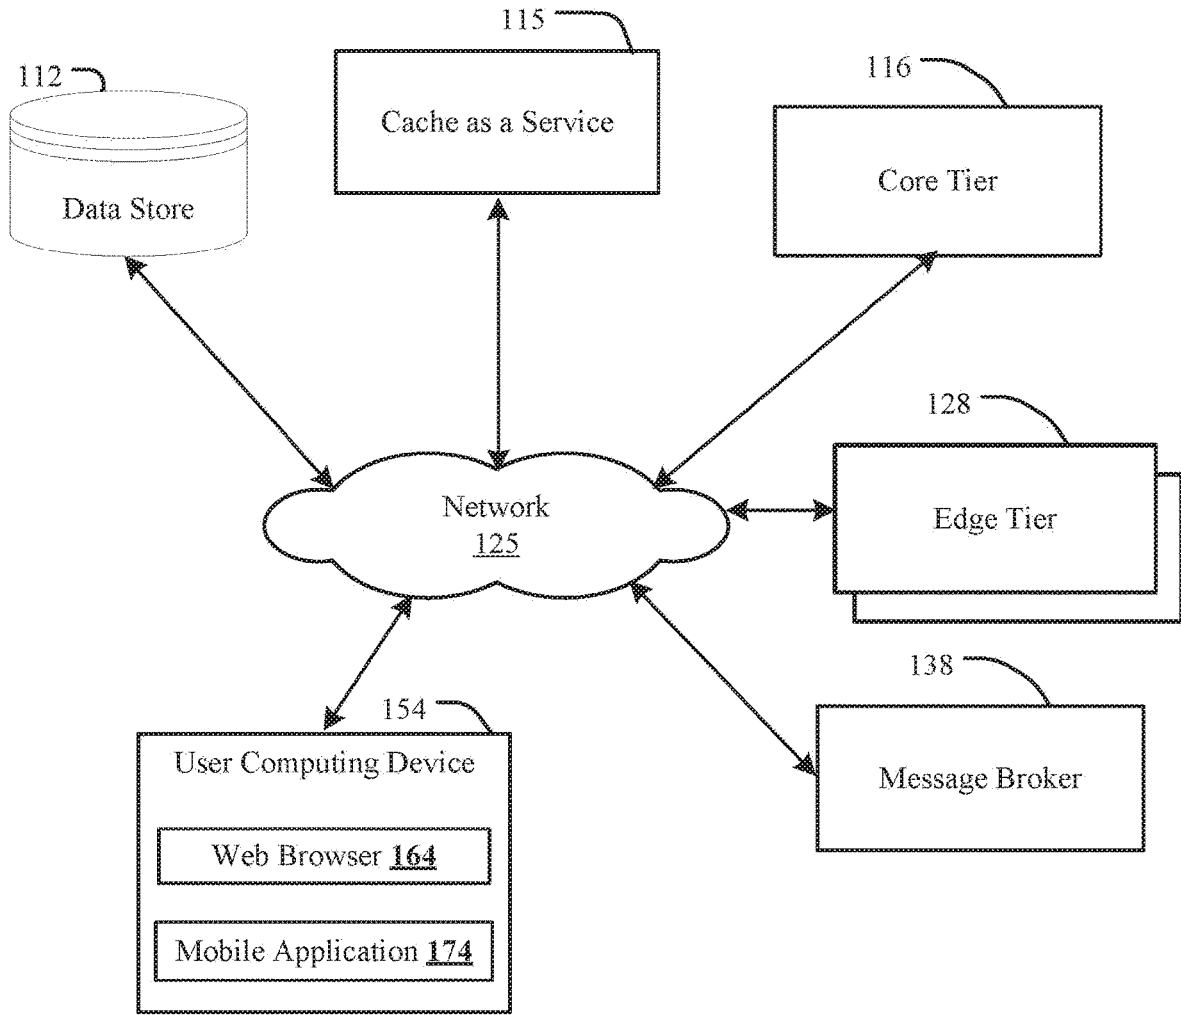 115
112
116
Cache as a Service
Core Tier
Data Store
128
Network
125
Edge Tier
138
154
User Computing Device
Message Broker
Web Browser 164
Mobile Application 174